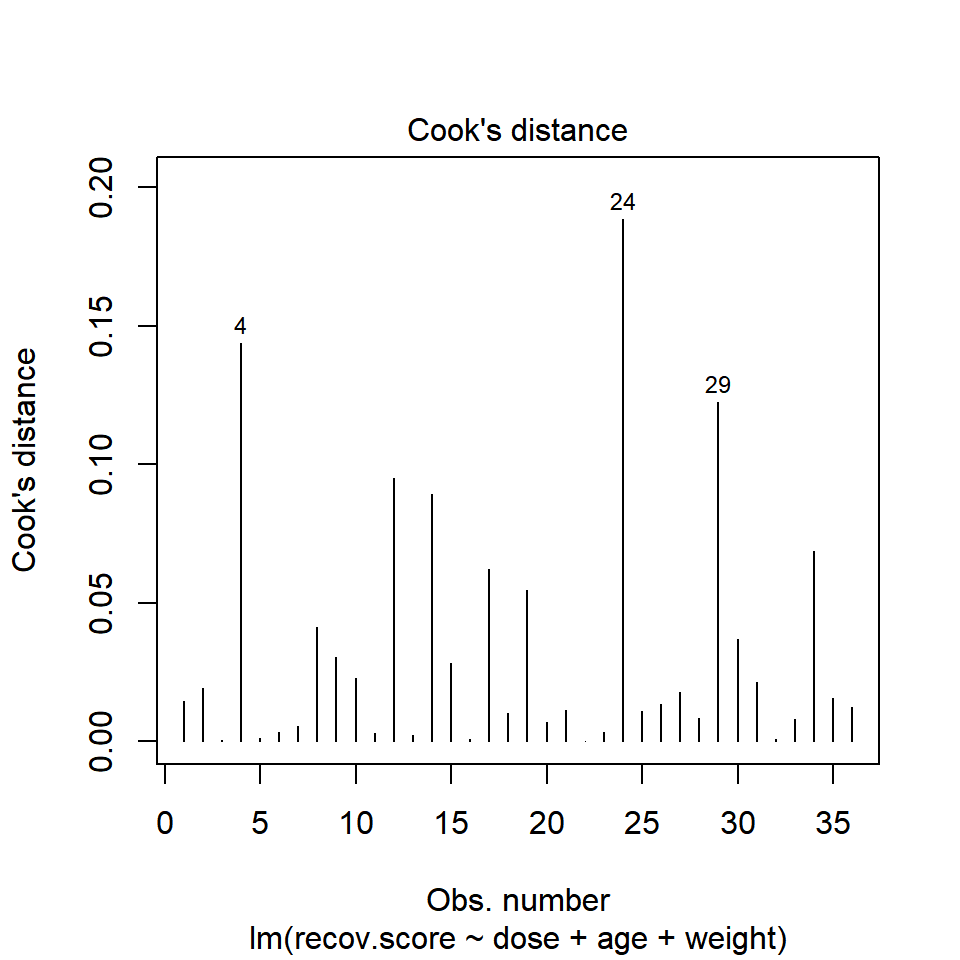 Cook's distance
Cook's distance
0.20
0.15
0.10
0.05
0.00
4
24
29
0 5 10 15 20 25 30 35
Obs. number
lm(recov.score ~ dose + age + weight)